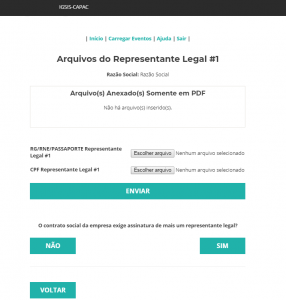 IGSIS-CAPAC
| Início | Carregar Eventos | Ajuda | Sair |
Arquivos do Representante Legal #1
Razão Social: Razão Social
Arquivo(s) Anexado(s) Somente em PDF
Não há arquivo(s) inserido(s).
RG/RNE/PASSAPORTE Representante
Legal #1
Escolher arquivo Nenhum arquivo selecionado
CPF Representante Legal #1 Escolher arquivo Nenhum arquivo selecionado
ENVIAR
O contrato social da empresa exige assinatura de mais um representante legal?
NÃO SIM
VOLTAR